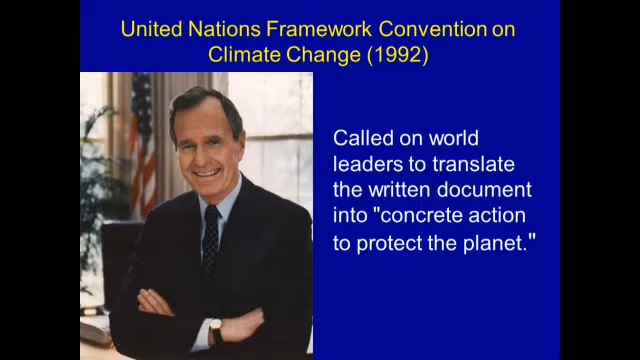 United Nations Framework Convention on
Climate Change (1992)
Called on world
leaders to translate
the written document
into "concrete action
to protect the planet."